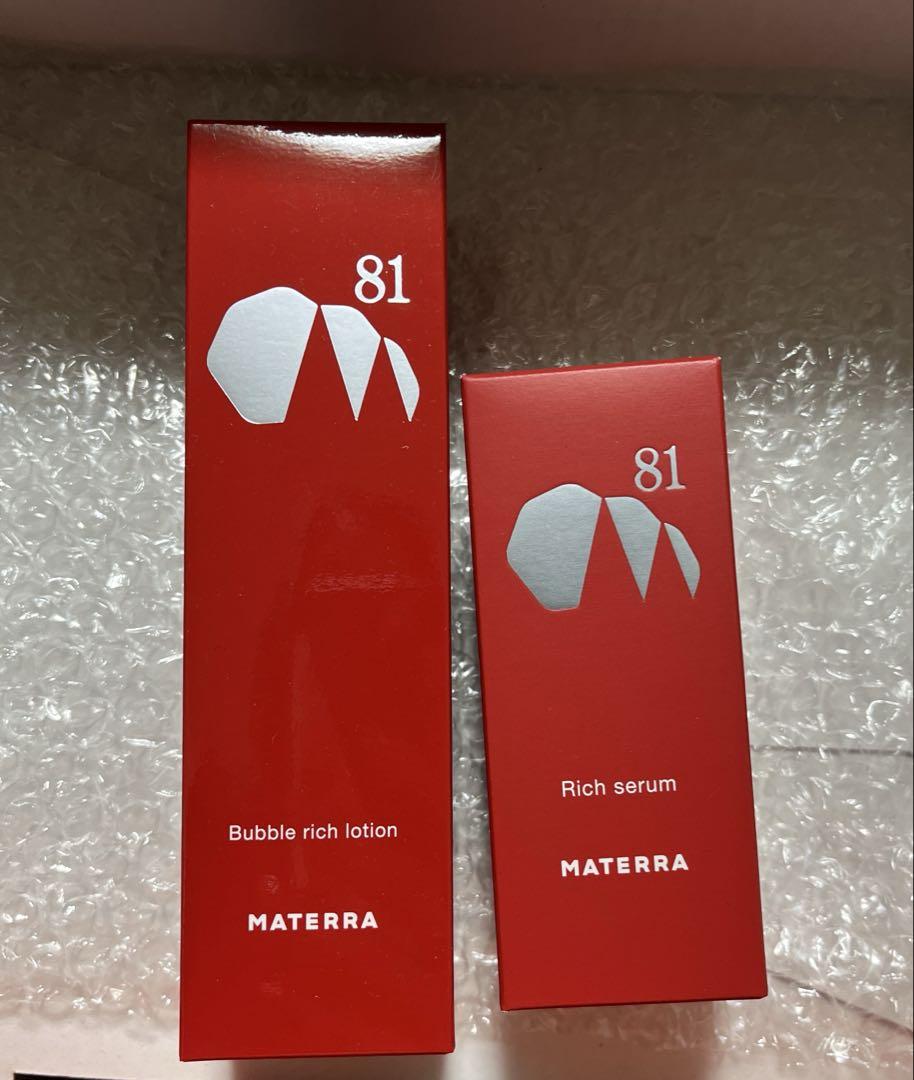 81
Bubble rich lotion
MATERRA
81
Rich serum
MATERRA